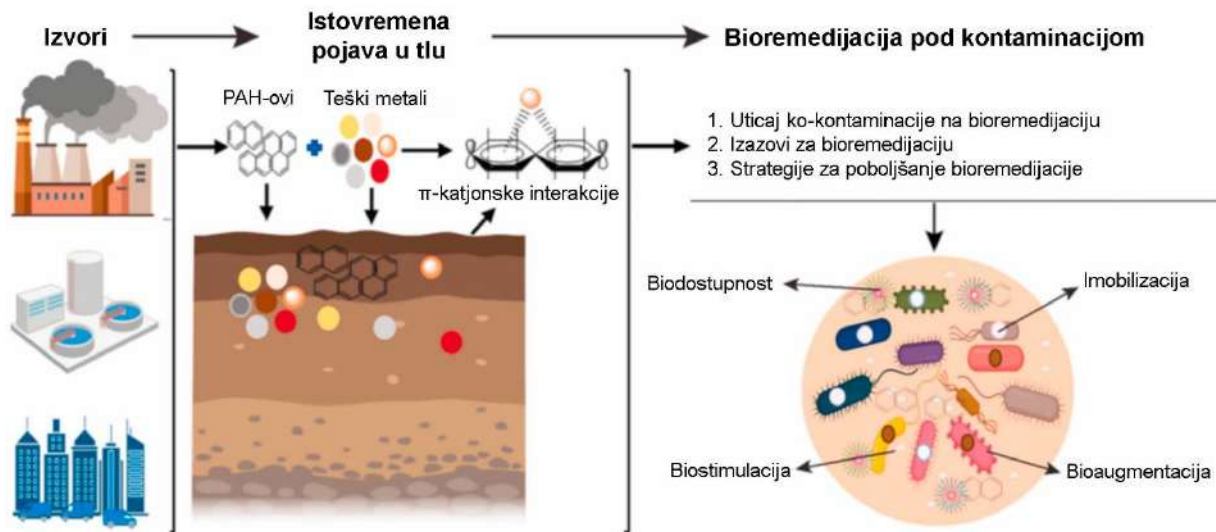 Izvori
Istovremena
pojava u tlu
Bioremedijacija pod kontaminacijom
PAH-ovi
Teški metali
π-katjonske interakcije
1. Uticaj ko-kontaminacije na bioremedijaciju
2. Izazovi za bioremedijaciju
3. Strategije za poboljšanje bioremedijacije
Biodostupnost
Imobilizacija
Biostimulacija
Bioaugmentacija